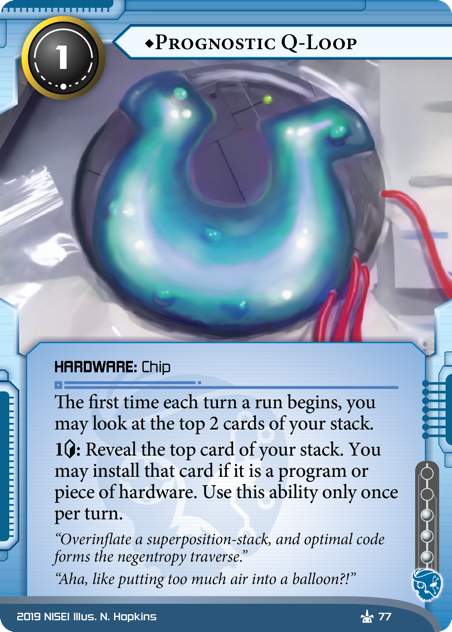 1
♦Prognostic Q-Loop
HARDWARE: Chip
The first time each turn a run begins, you
may look at the top 2 cards of your stack.
1: Reveal the top card of your stack. You
may install that card if it is a program or
piece of hardware. Use this ability only once
per turn.
“Overinflate a superposition-stack, and optimal code
forms the negentropy traverse.”
“Aha, like putting too much air into a balloon?!”
2019 NISEI Illus. N. Hopkins
77